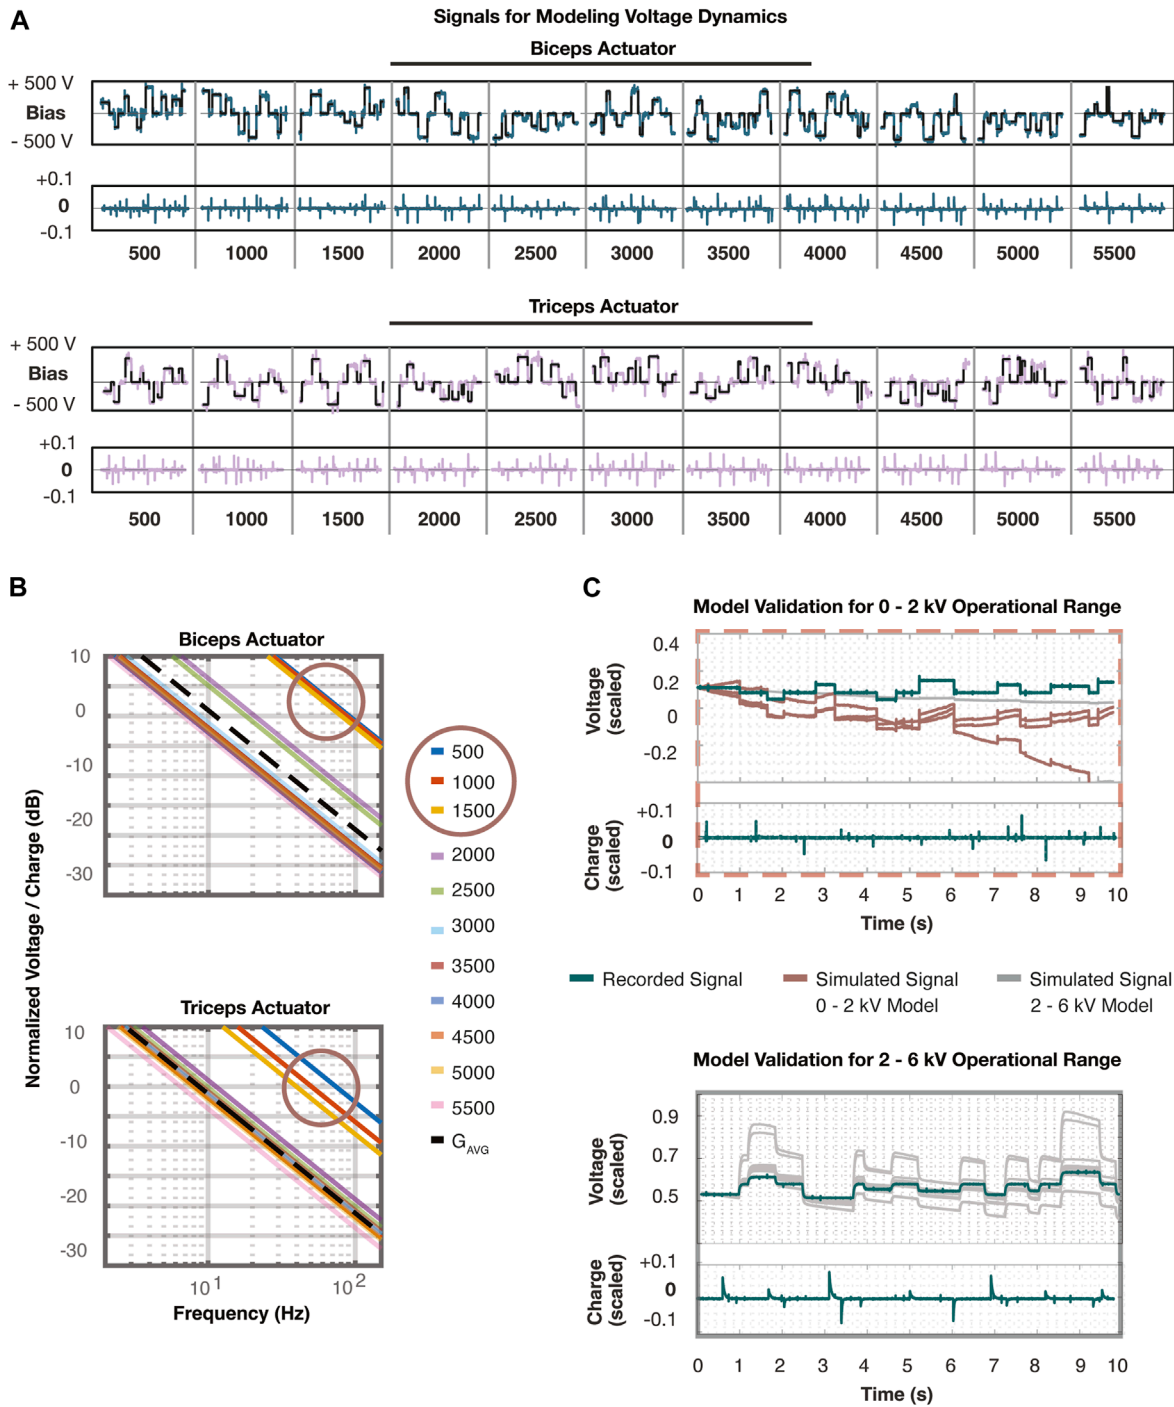 A
Signals for Modeling Voltage Dynamics
Biceps Actuator
+ 500 V
Bias
- 500 V
+0.1
0
-0.1
500 1000 1500 2000 2500 3000 3500 4000 4500 5000 5500
Triceps Actuator
+ 500 V
Bias
- 500 V
+0.1
0
-0.1
500 1000 1500 2000 2500 3000 3500 4000 4500 5000 5500
B
Normalized Voltage / Charge (dB)
Biceps Actuator
10
0
-10
-20
-30
Triceps Actuator
10
0
-10
-20
-30
10^1 10^2
Frequency (Hz)
500
1000
1500
2000
2500
3000
3500
4000
4500
5000
5500
G_AVG
C
Model Validation for 0 - 2 kV Operational Range
Voltage
(scaled)
0.4
0.2
0
-0.2
Charge
(scaled)
+0.1
0
-0.1
0 1 2 3 4 5 6 7 8 9 10
Time (s)
Recorded Signal
Simulated Signal
0 - 2 kV Model
Simulated Signal
2 - 6 kV Model
Model Validation for 2 - 6 kV Operational Range
Voltage
(scaled)
0.9
0.7
0.5
Charge
(scaled)
+0.1
0
-0.1
0 1 2 3 4 5 6 7 8 9 10
Time (s)